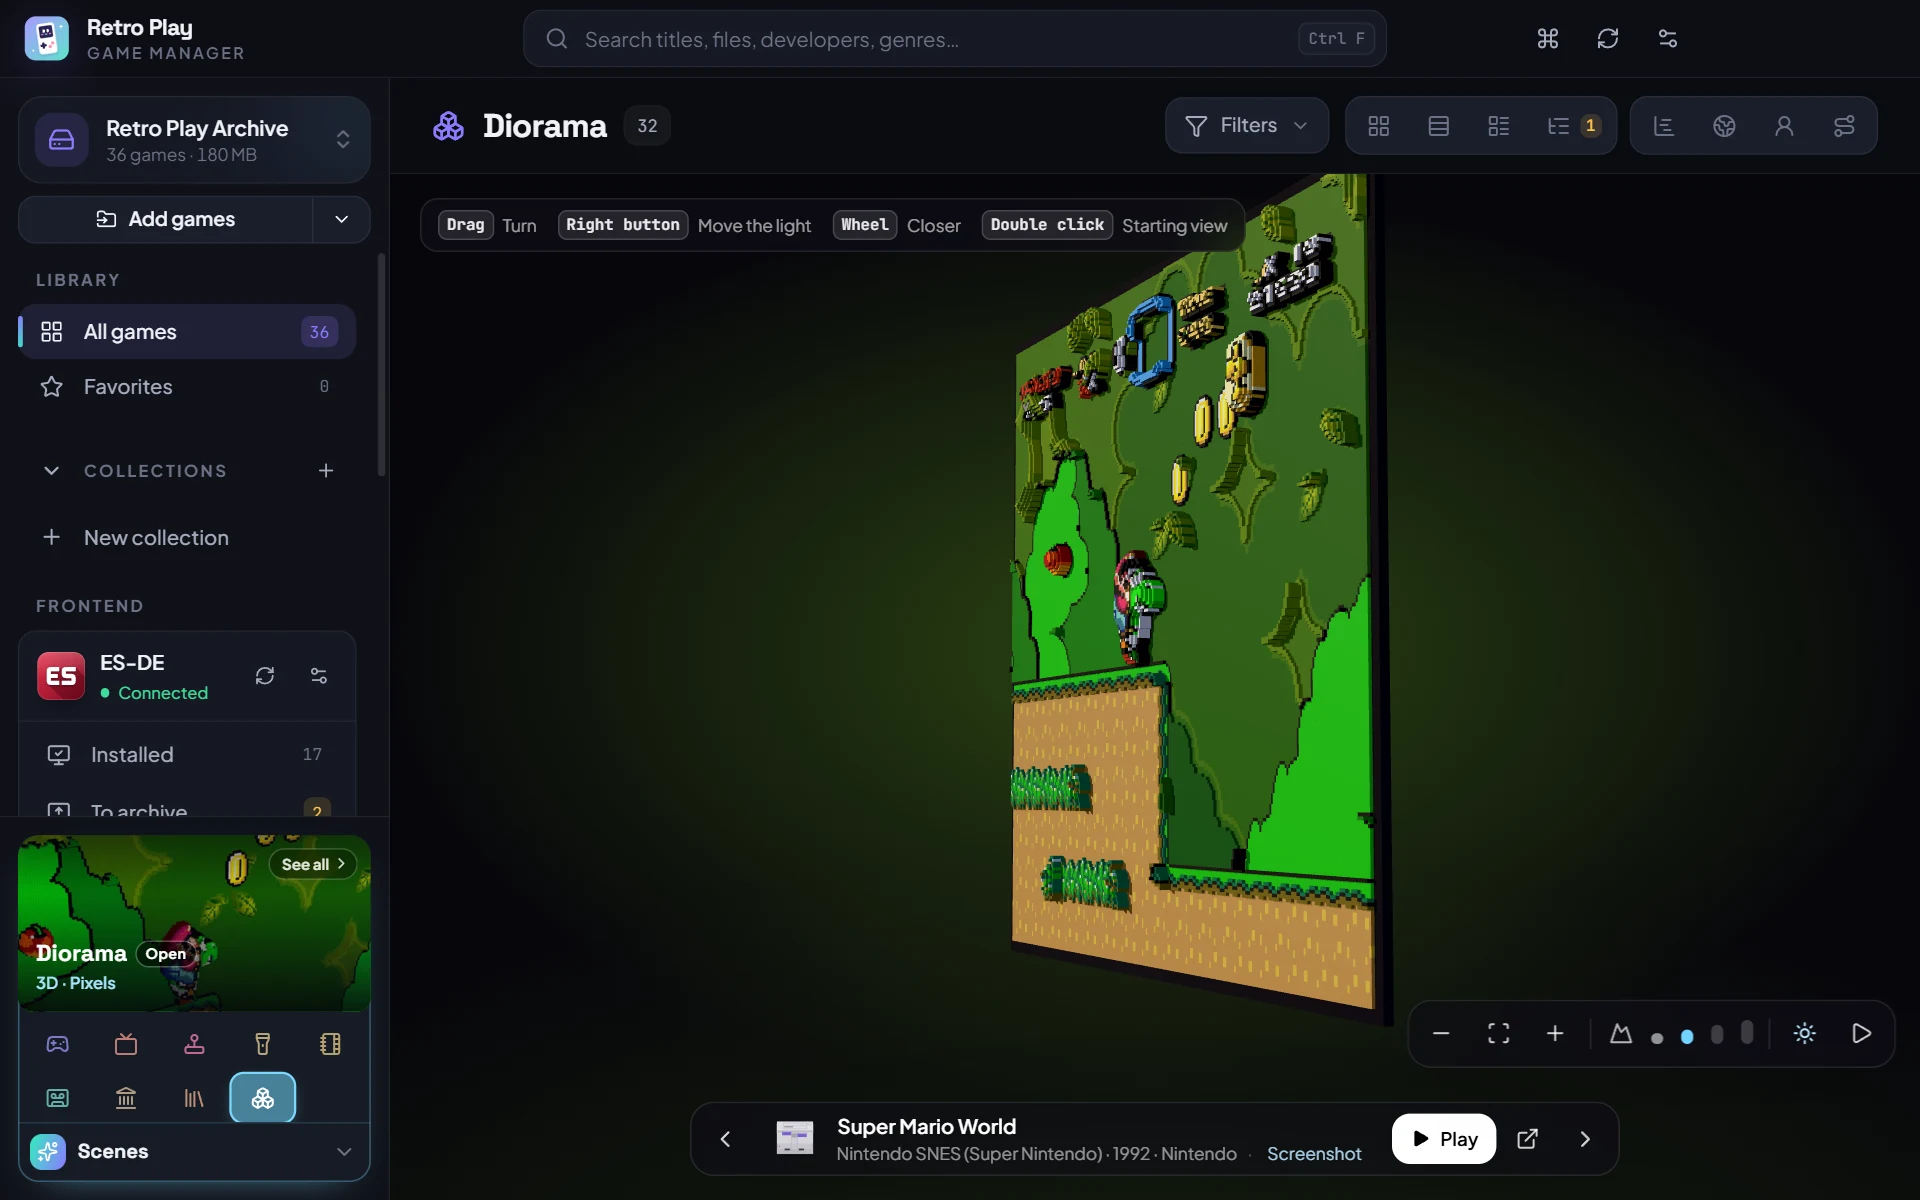 Retro Play
GAME MANAGER
Search titles, files, developers, genres...
Ctrl F
Retro Play Archive
36 games · 180 MB
Add games
LIBRARY
All games
36
Favorites
0
COLLECTIONS
New collection
FRONTEND
ES
ES-DE
Connected
Installed
17
To archive
2
See all
Diorama
Open
3D · Pixels
Scenes
Diorama
32
Filters
1
Drag Turn Right button Move the light Wheel Closer Double click Starting view
Super Mario World
Nintendo SNES (Super Nintendo) · 1992 · Nintendo · Screenshot
Play